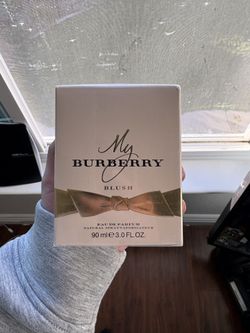 My
BURBERRY
BLUSH
EAU DE PARFUM
NATURAL SPRAY VAPORISATEUR
90 ml ℮ 3.0 FL.OZ.